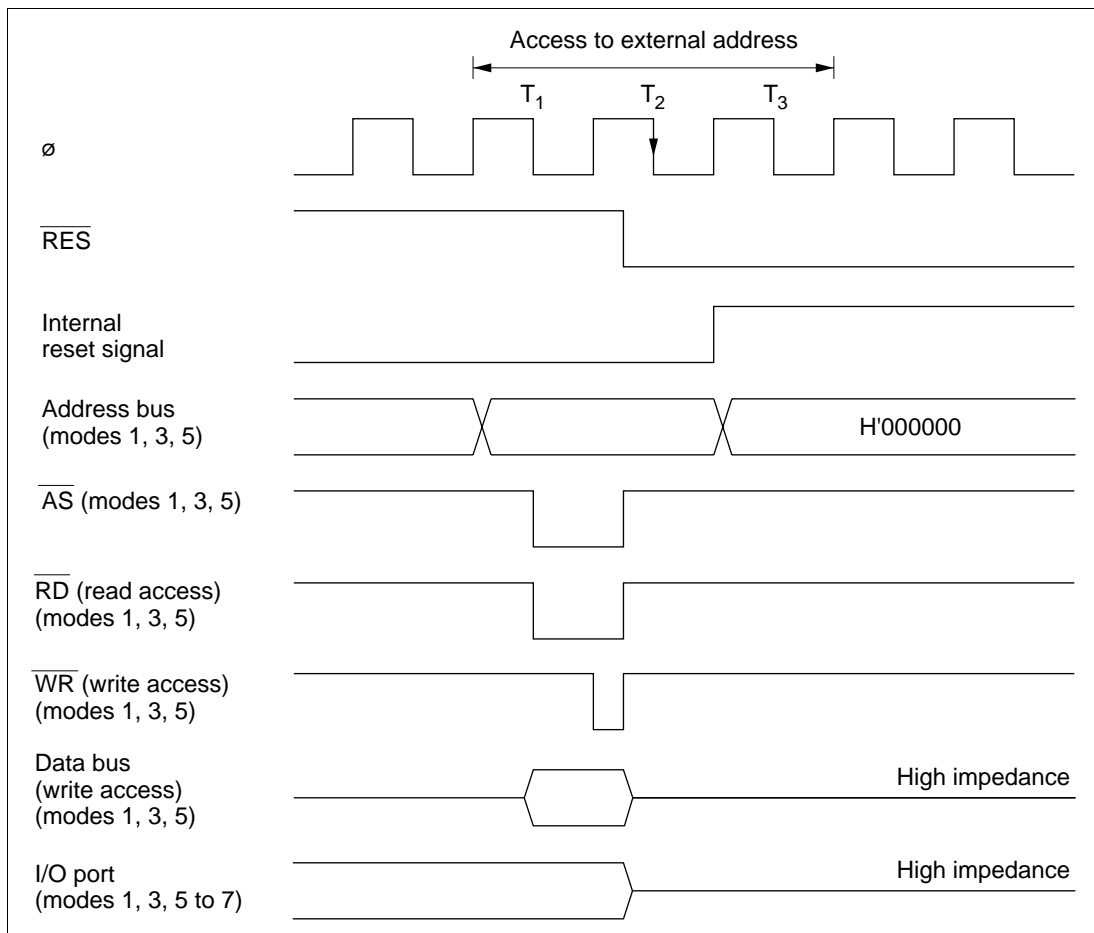 Access to external address
T1 T2 T3
ø
RES
Internal
reset signal
Address bus
(modes 1, 3, 5)
H'000000
AS (modes 1, 3, 5)
RD (read access)
(modes 1, 3, 5)
WR (write access)
(modes 1, 3, 5)
Data bus
(write access)
(modes 1, 3, 5)
High impedance
I/O port
(modes 1, 3, 5 to 7)
High impedance